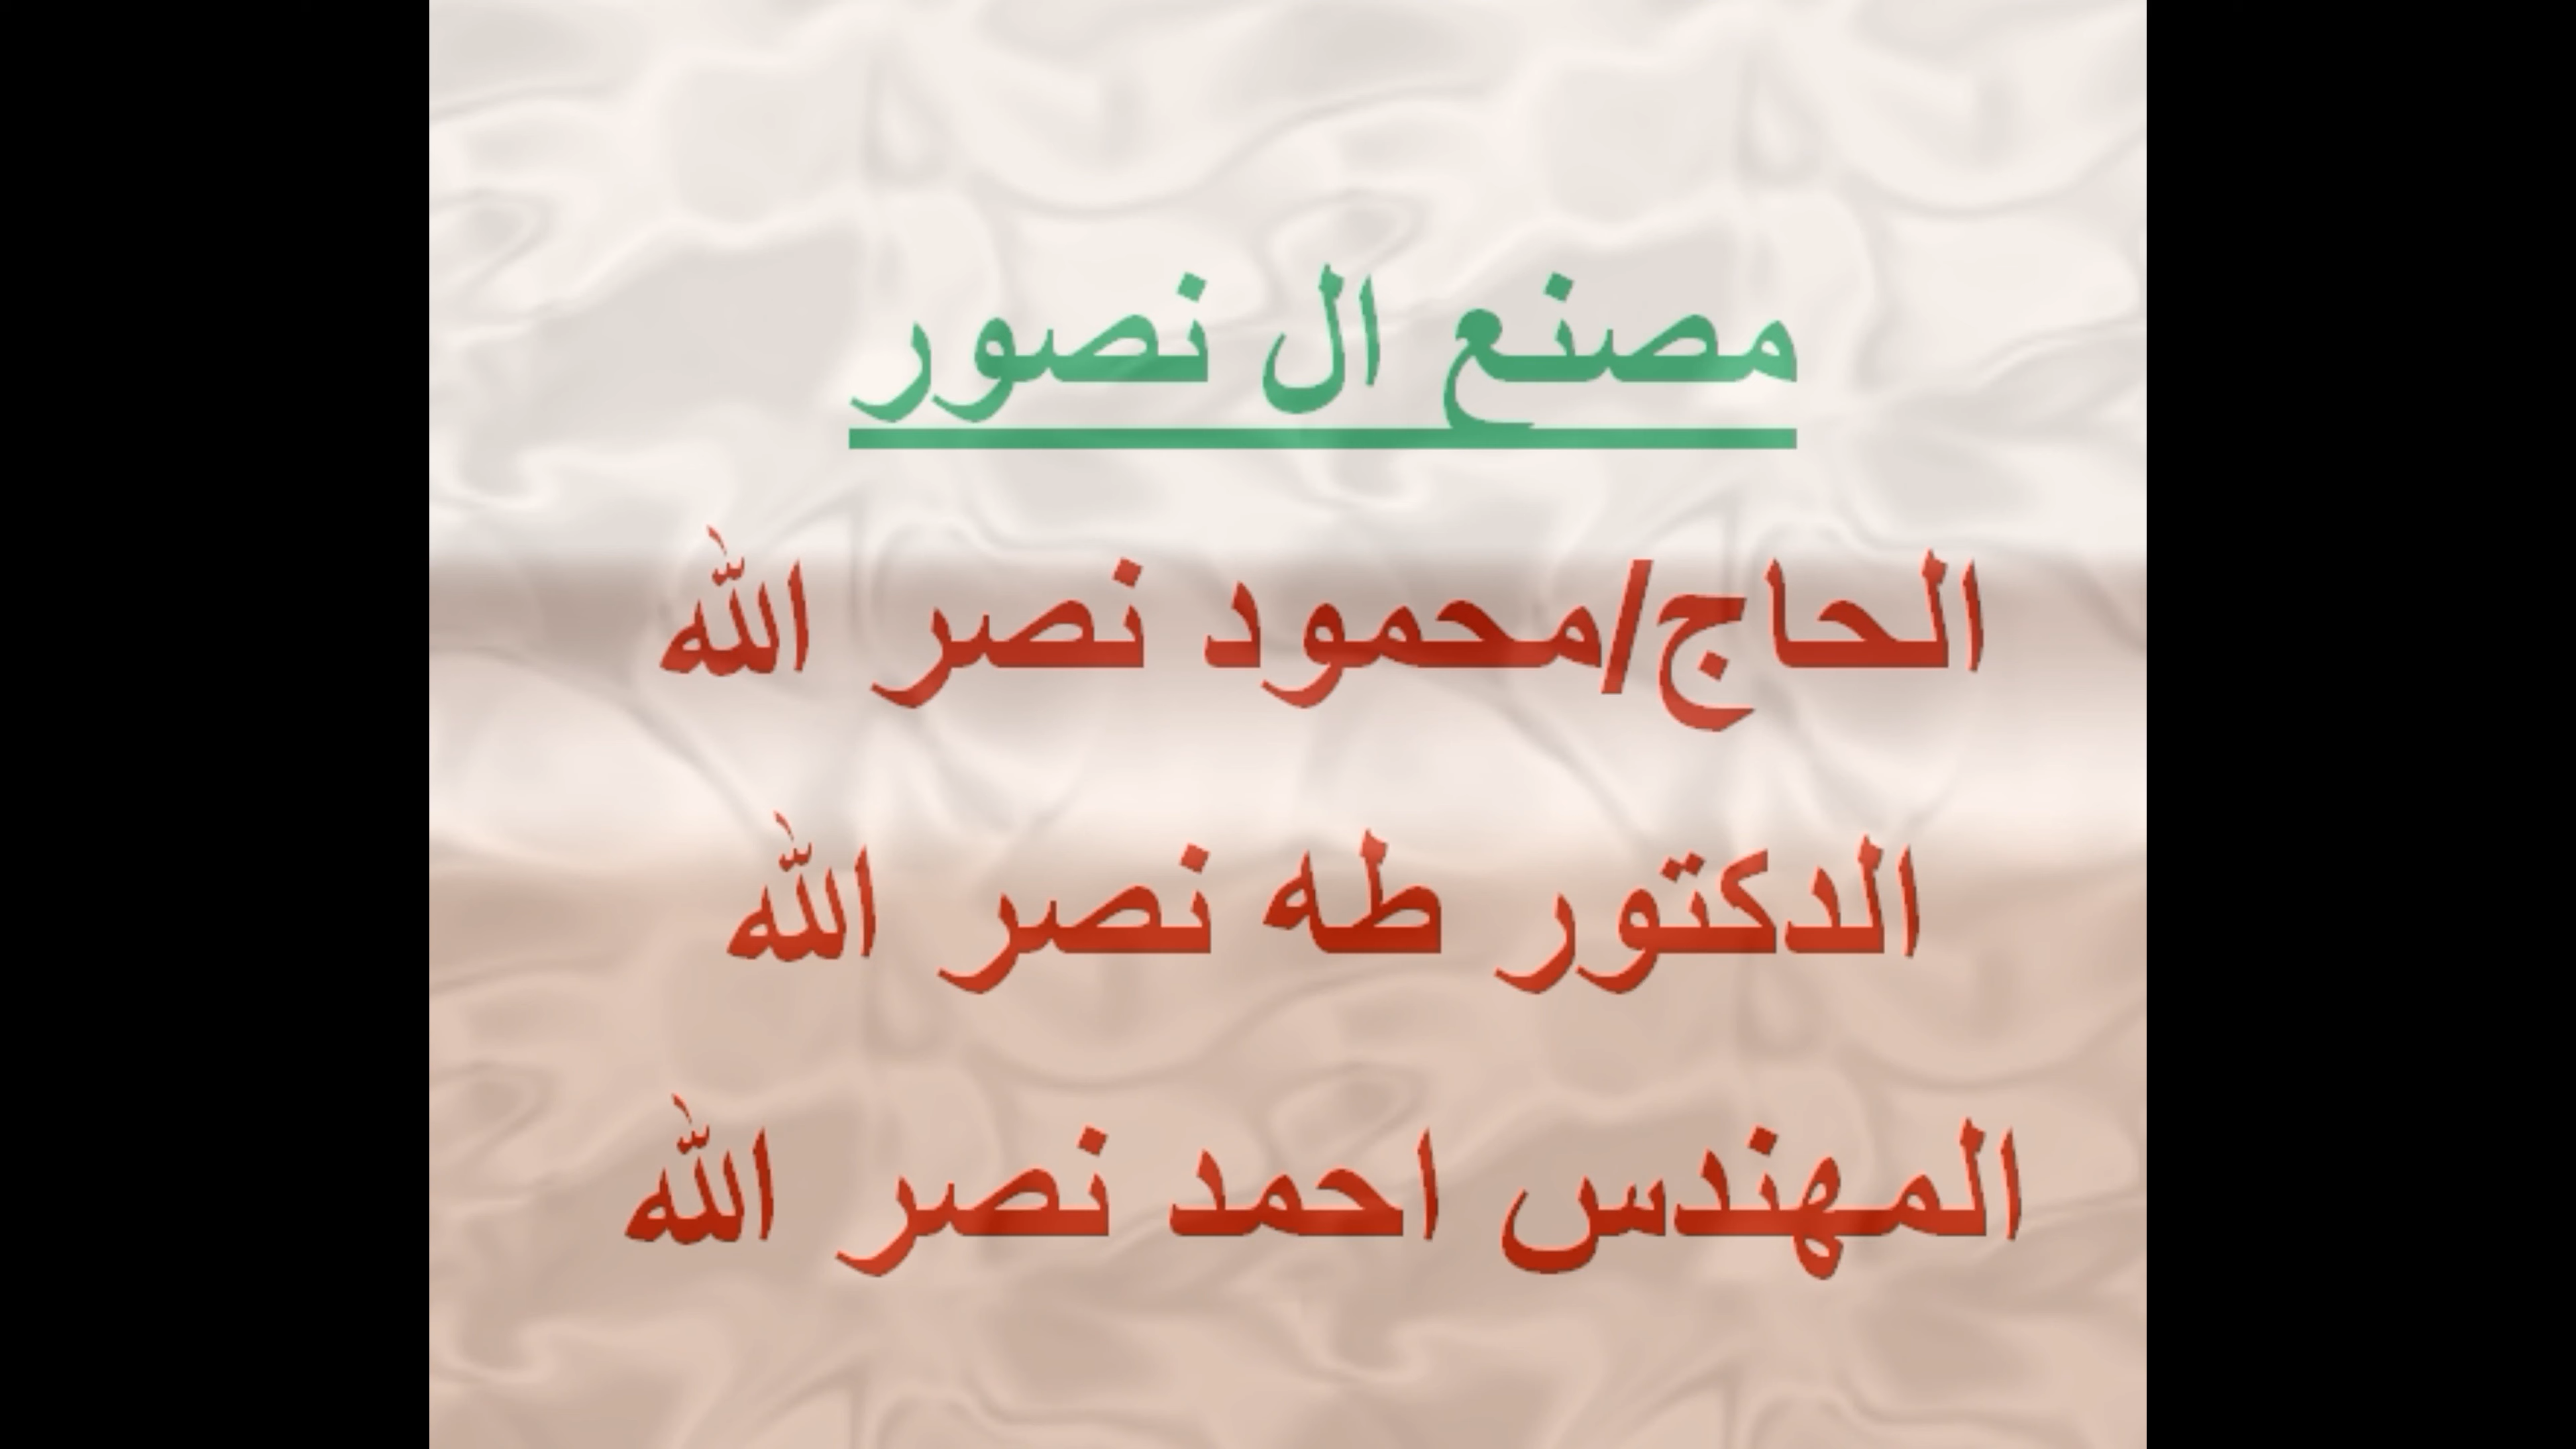 مصنع ال نصور
الحاج/محمود نصر الله
الدكتور طه نصر الله
المهندس احمد نصر الله